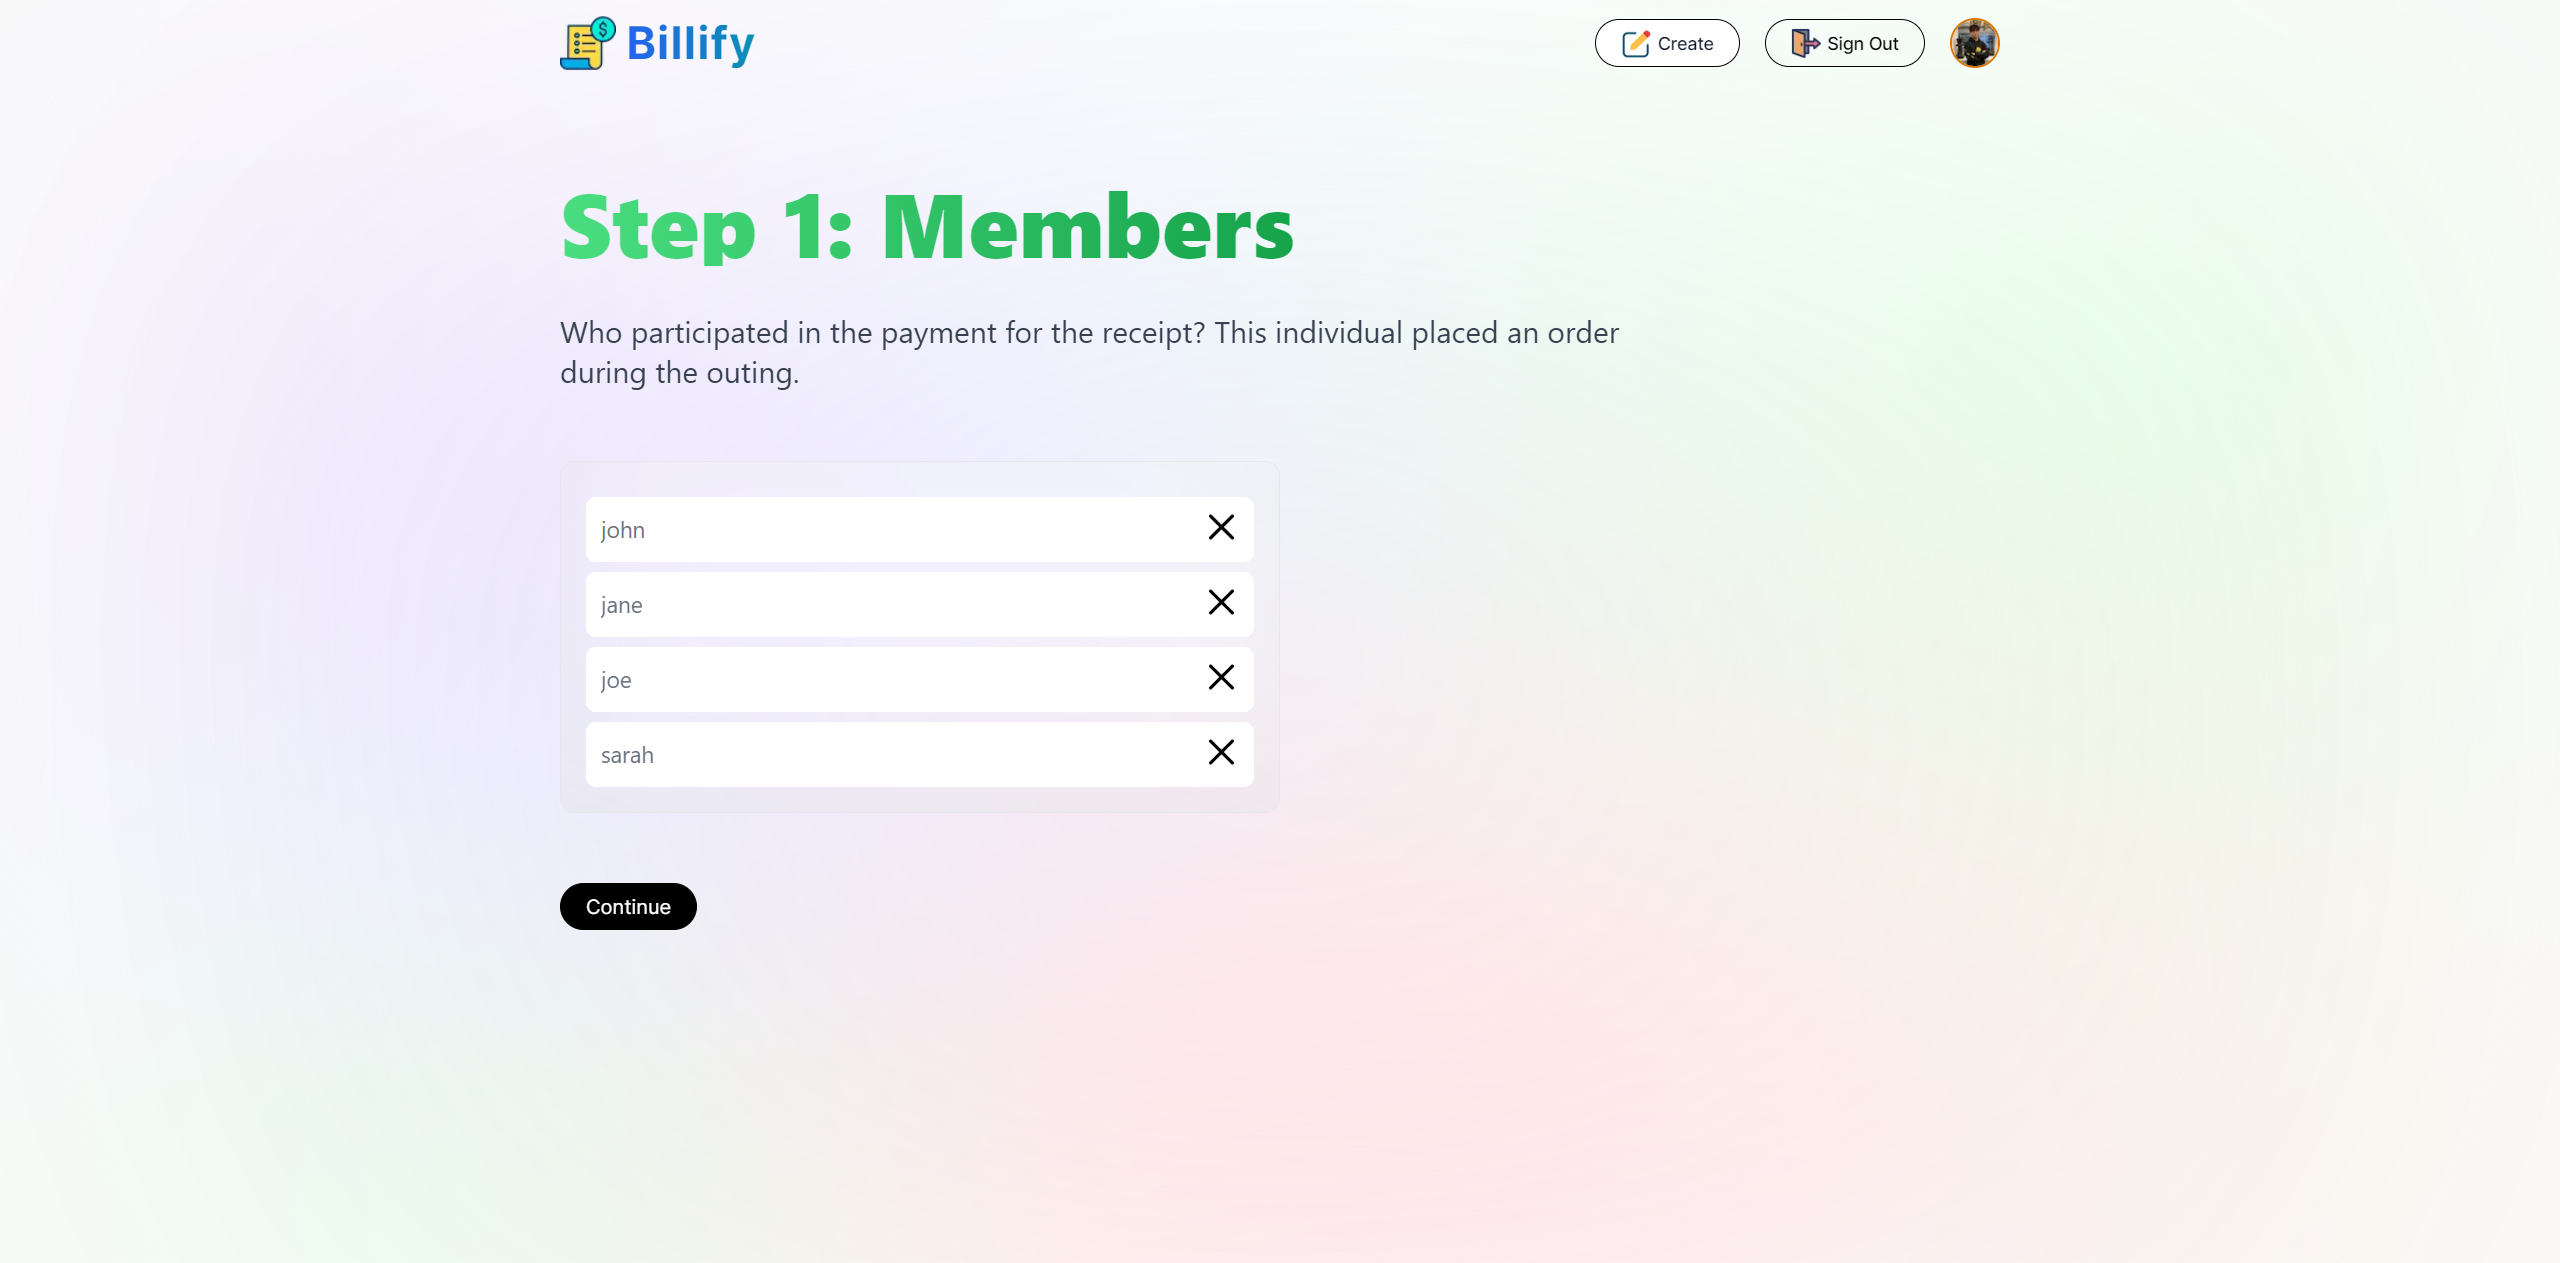 Billify
Create
Sign Out
Step 1: Members
Who participated in the payment for the receipt? This individual placed an order
during the outing.
john
jane
joe
sarah
Continue